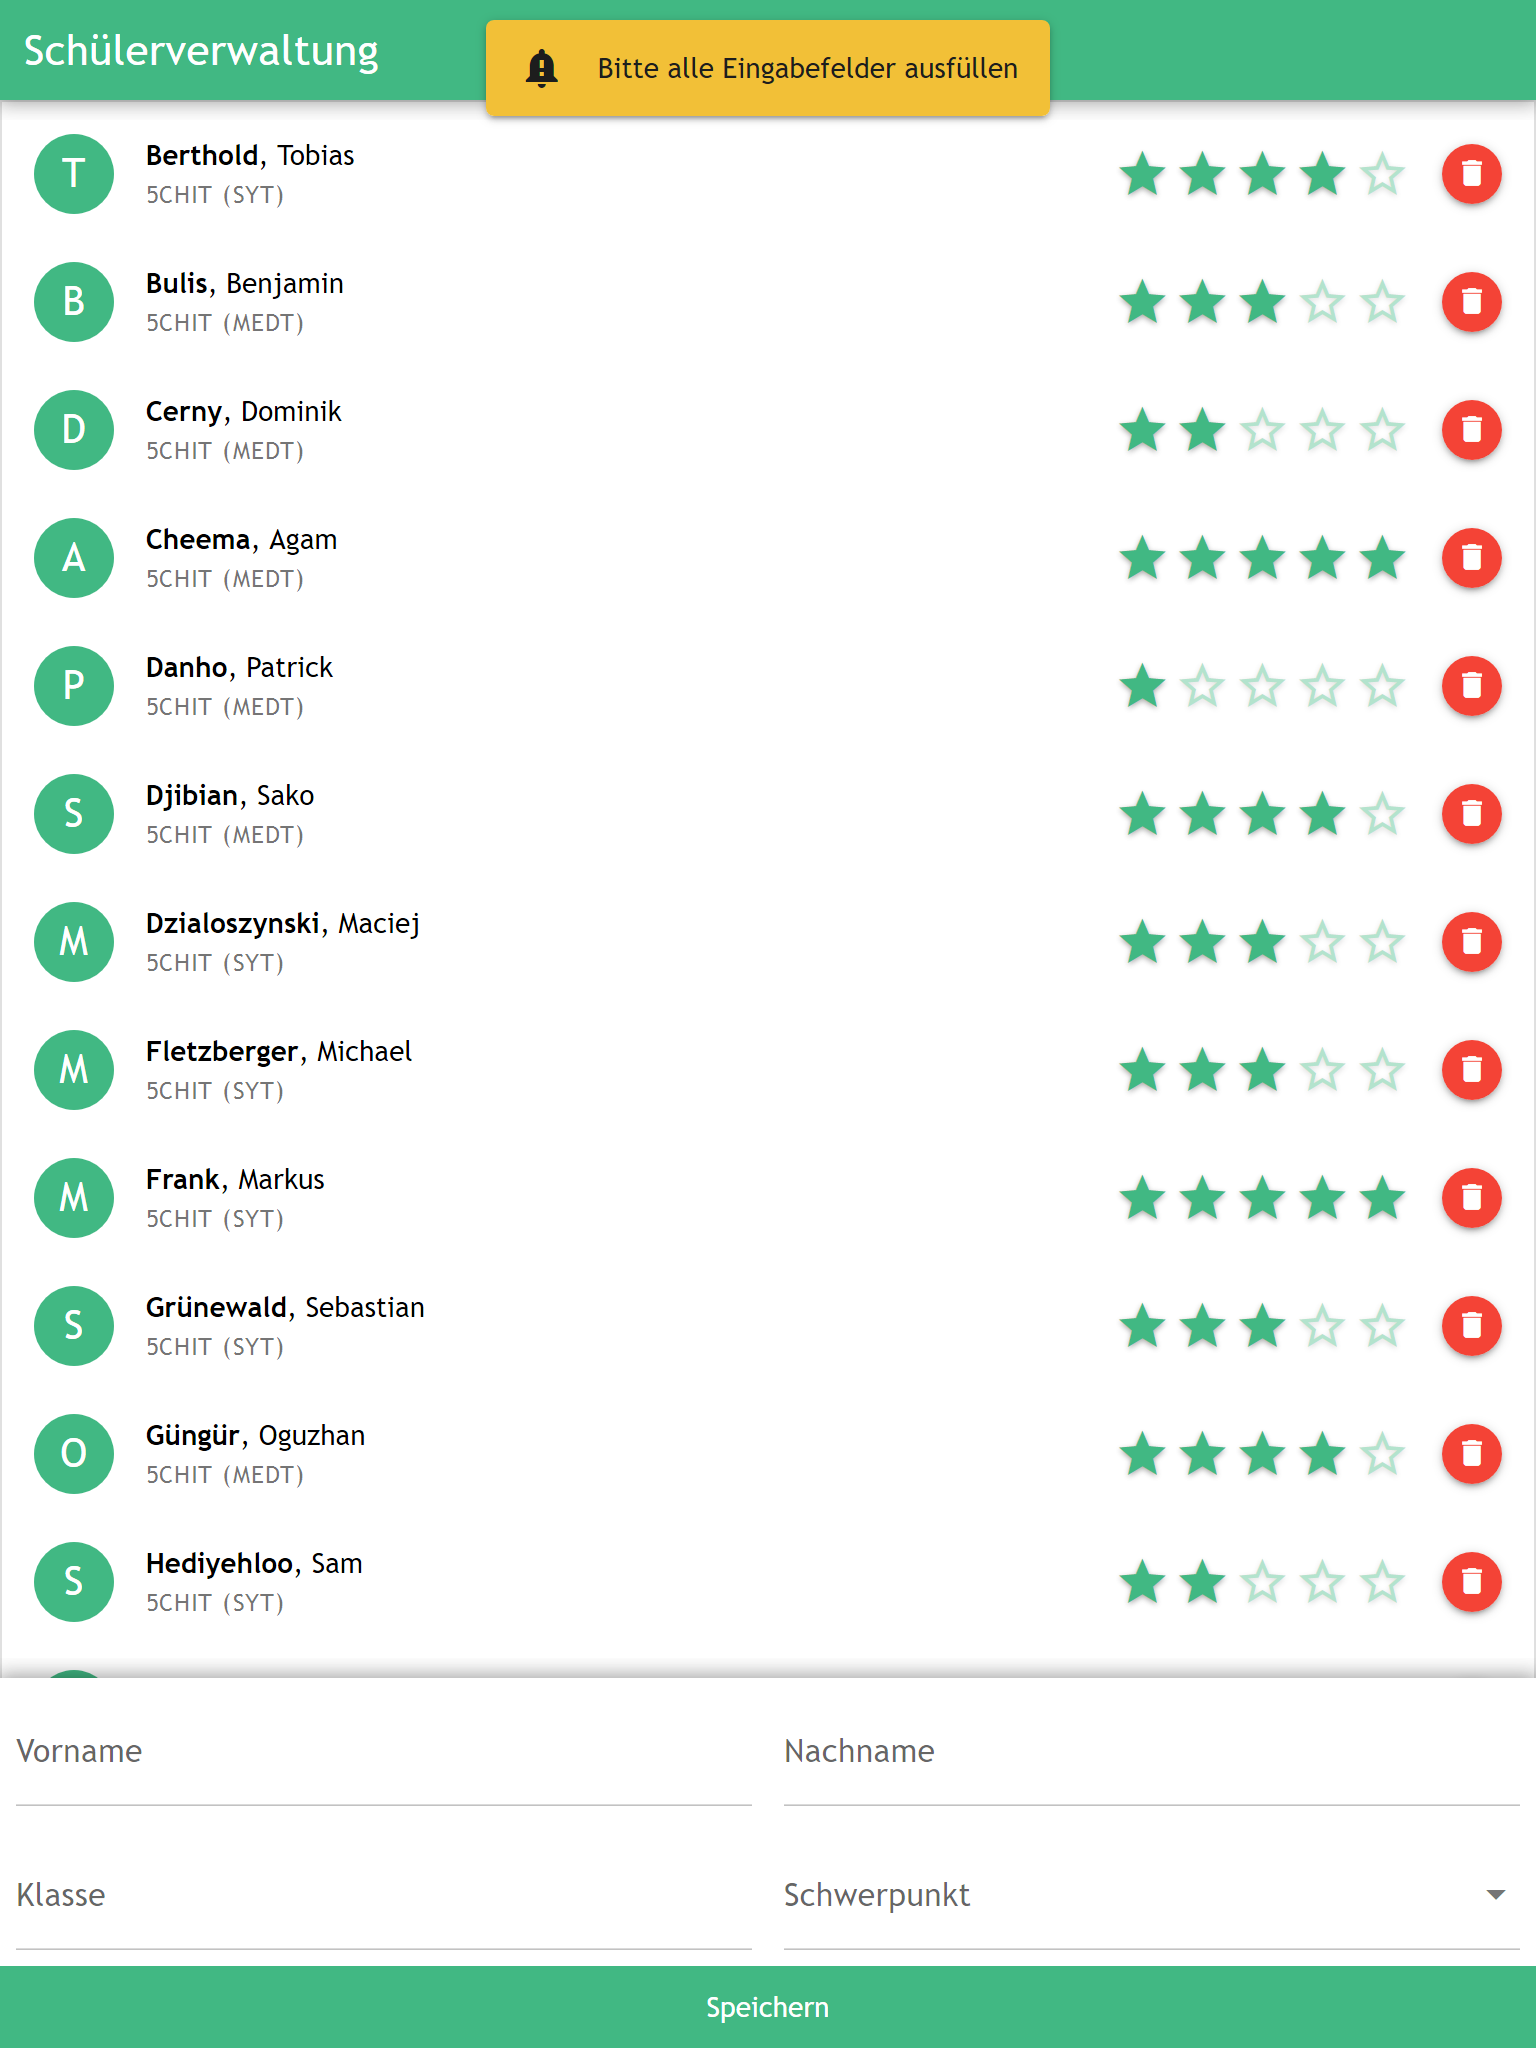 Schülerverwaltung
Bitte alle Eingabefelder ausfüllen
T
Berthold, Tobias
5CHIT (SYT)
B
Bulis, Benjamin
5CHIT (MEDT)
D
Cerny, Dominik
5CHIT (MEDT)
A
Cheema, Agam
5CHIT (MEDT)
P
Danho, Patrick
5CHIT (MEDT)
S
Djibian, Sako
5CHIT (MEDT)
M
Dzialoszynski, Maciej
5CHIT (SYT)
M
Fletzberger, Michael
5CHIT (SYT)
M
Frank, Markus
5CHIT (SYT)
S
Grünewald, Sebastian
5CHIT (SYT)
O
Güngür, Oguzhan
5CHIT (MEDT)
S
Hediyehloo, Sam
5CHIT (SYT)
Vorname
Nachname
Klasse
Schwerpunkt
Speichern